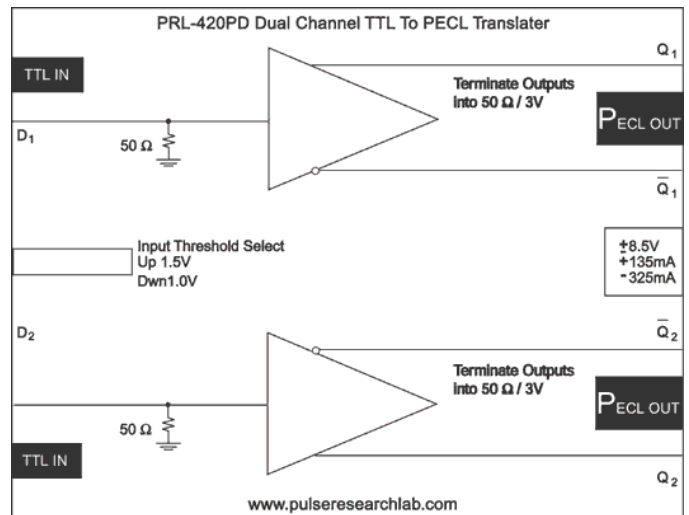 PRL-420PD Dual Channel TTL To PECL Translater
Q1
TTL IN
Terminate Outputs
into 50 Ω / 3V
PECL OUT
D1
50 Ω
Q̅1
Input Threshold Select
Up 1.5V
Dwn1.0V
±8.5V
+135mA
-325mA
D2
Q̅2
Terminate Outputs
into 50 Ω / 3V
PECL OUT
50 Ω
TTL IN
Q2
www.pulseresearchlab.com